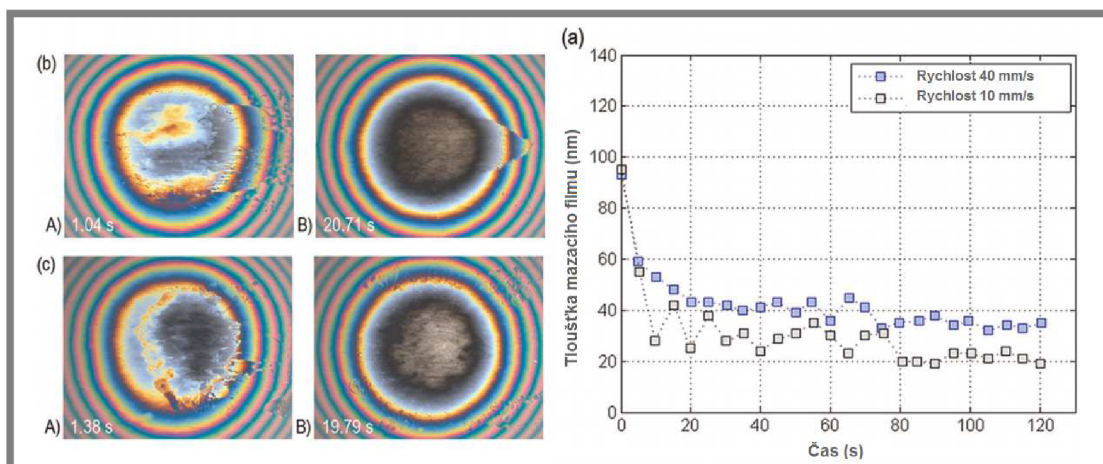 (b)
A) 1.04 s
B) 20.71 s
(c)
A) 1.38 s
B) 19.79 s
(a)
Rychlost 40 mm/s
Rychlost 10 mm/s
Tloušťka mazacího filmu (nm)
140
120
100
80
60
40
20
0
0 20 40 60 80 100 120
Čas (s)